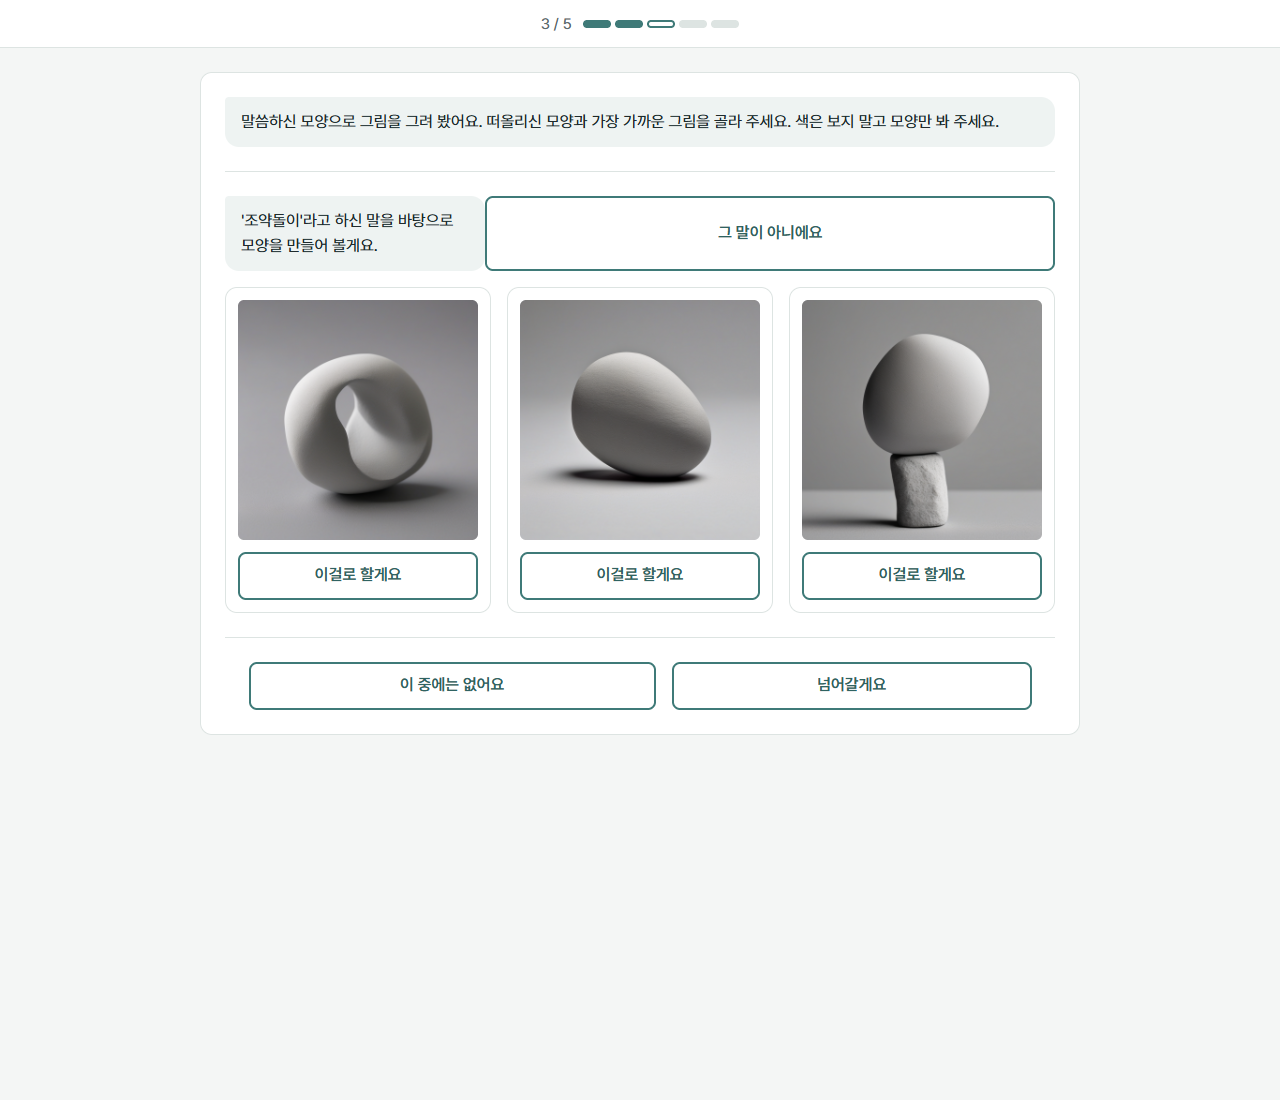 3 / 5
말씀하신 모양으로 그림을 그려 봤어요. 떠올리신 모양과 가장 가까운 그림을 골라 주세요. 색은 보지 말고 모양만 봐 주세요.
'조약돌이'라고 하신 말을 바탕으로
모양을 만들어 볼게요.
그 말이 아니에요
이걸로 할게요
이걸로 할게요
이걸로 할게요
이 중에는 없어요
넘어갈게요